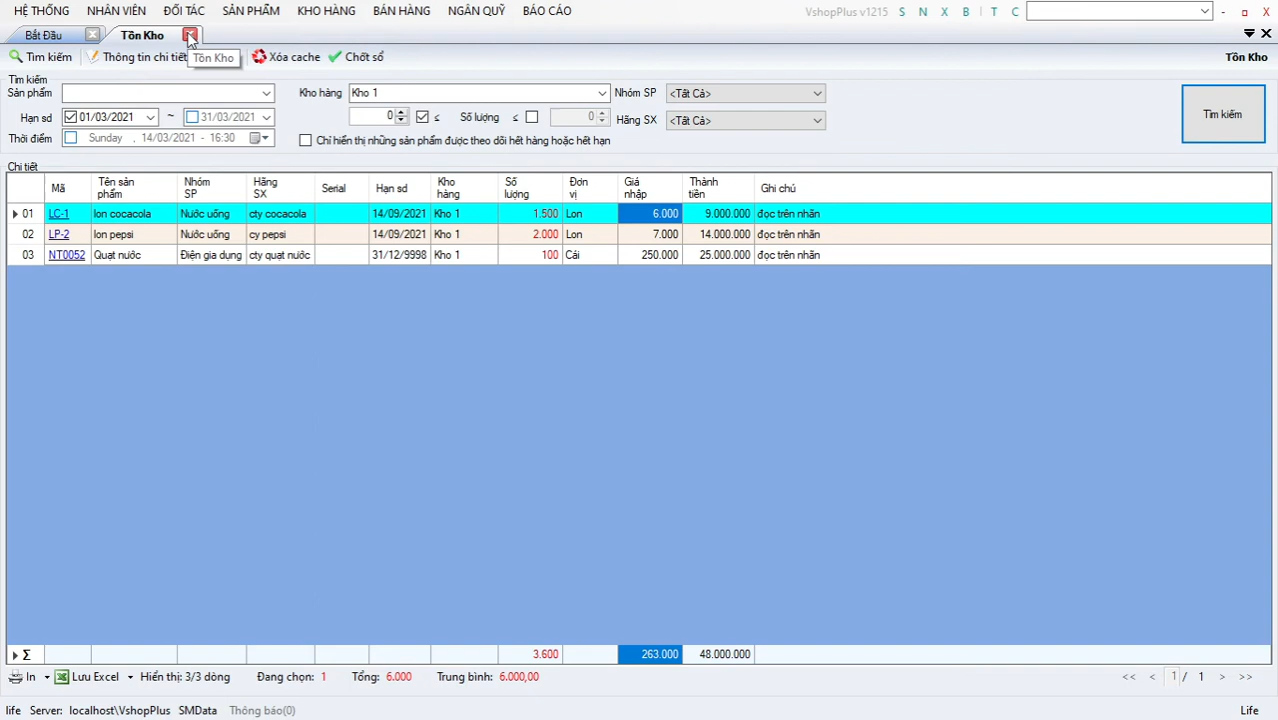 HỆ THỐNG NHÂN VIÊN ĐỐI TÁC SẢN PHẨM KHO HÀNG BÁN HÀNG NGÂN QUỸ BÁO CÁO VshopPlus v1215 S N X B T C
Bắt Đầu Tồn Kho
Tìm kiếm Thông tin chi tiết Tồn Kho Xóa cache Chốt sổ Tồn Kho
Tìm kiếm
Sản phẩm Kho hàng Kho 1 Nhóm SP <Tất Cả>
Hạn sd 01/03/2021 ~ 31/03/2021 0 ≤ Số lượng ≤ 0 Hãng SX <Tất Cả>
Tìm kiếm
Thời điểm Sunday , 14/03/2021 - 16:30 Chỉ hiển thị những sản phẩm được theo dõi hết hàng hoặc hết hạn
Chi tiết
Mã Tên sản phẩm Nhóm SP Hãng SX Serial Hạn sd Kho hàng Số lượng Đơn vị Giá nhập Thành tiền Ghi chú
01 LC-1 lon cocacola Nước uống cty cocacola 14/09/2021 Kho 1 1.500 Lon 6.000 9.000.000 đọc trên nhãn
02 LP-2 lon pepsi Nước uống cy pepsi 14/09/2021 Kho 1 2.000 Lon 7.000 14.000.000 đọc trên nhãn
03 NT0052 Quạt nước Điện gia dụng cty quạt nước 31/12/9998 Kho 1 100 Cái 250.000 25.000.000 đọc trên nhãn
Σ 3.600 263.000 48.000.000
In Lưu Excel Hiển thị: 3/3 dòng Đang chọn: 1 Tổng: 6.000 Trung bình: 6.000,00 << < 1 / 1 > >>
life Server: localhost\VshopPlus SMData Thông báo(0) Life